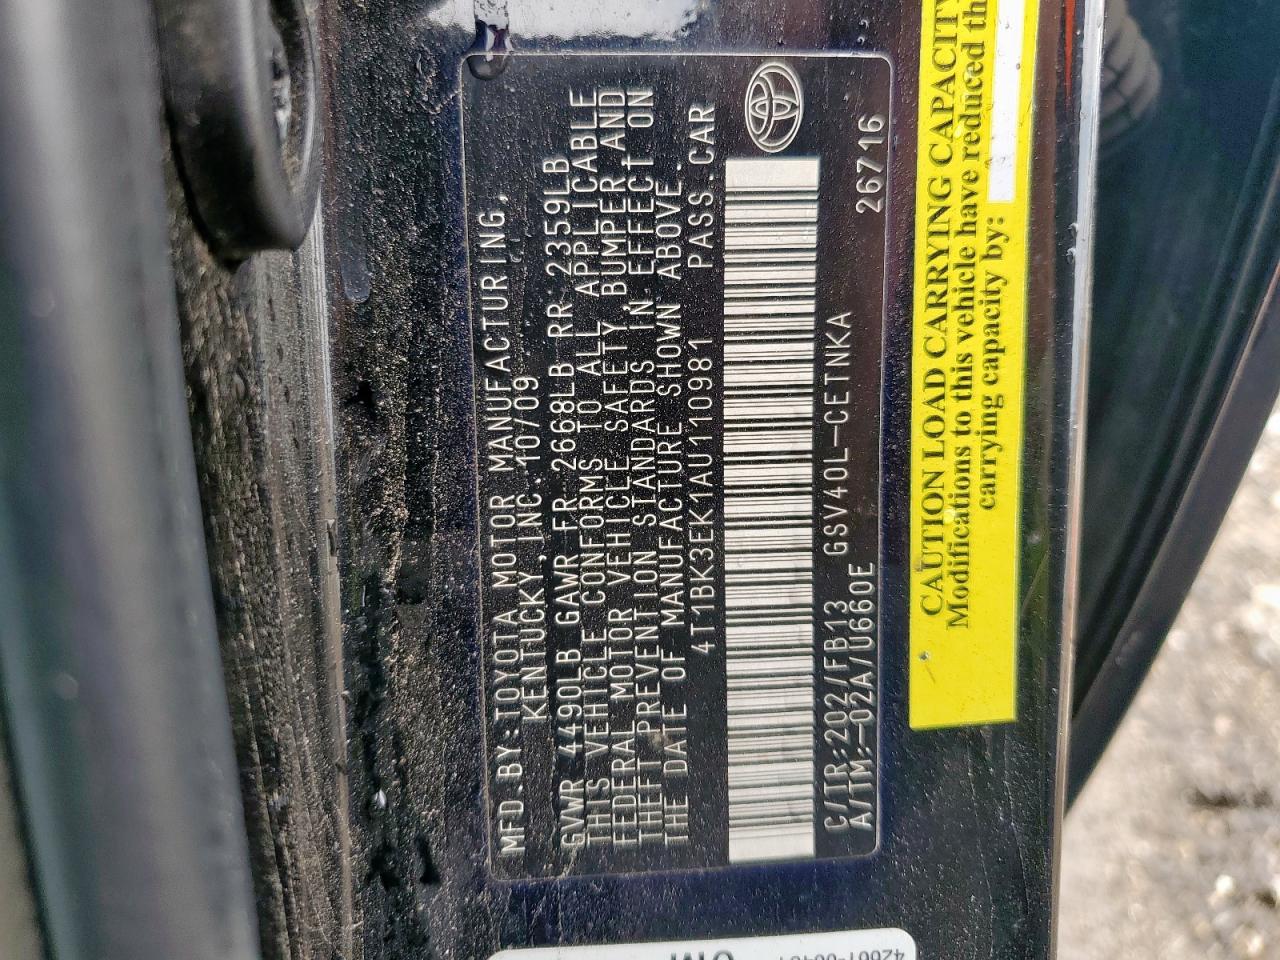 MFD.BY:TOYOTA MOTOR MANUFACTURING,
KENTUCKY,INC.10/09
GVWR 4490LB GAWR FR 2668LB RR 2359LB
THIS VEHICLE CONFORMS TO ALL APPLICABLE
FEDERAL MOTOR VEHICLE SAFETY,BUMPER AND
THEFT PREVENTION STANDARDS IN EFFECT ON
THE DATE OF MANUFACTURE SHOWN ABOVE.
4T1BK3EK1AU110981 PASS.CAR
C/TR:202/FB13 GSV40L-CETNKA
A/TM:-02A/U660E 26716
CAUTION LOAD CARRYING CAPACITY
Modifications to this vehicle have reduced the
carrying capacity by: